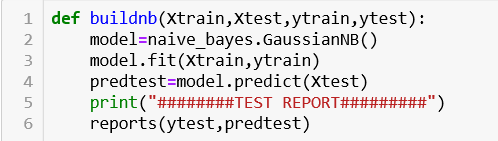 1 def buildnb(Xtrain,Xtest,ytrain,ytest):
2     model=naive_bayes.GaussianNB()
3     model.fit(Xtrain,ytrain)
4     predtest=model.predict(Xtest)
5     print("########TEST REPORT#########")
6     reports(ytest,predtest)